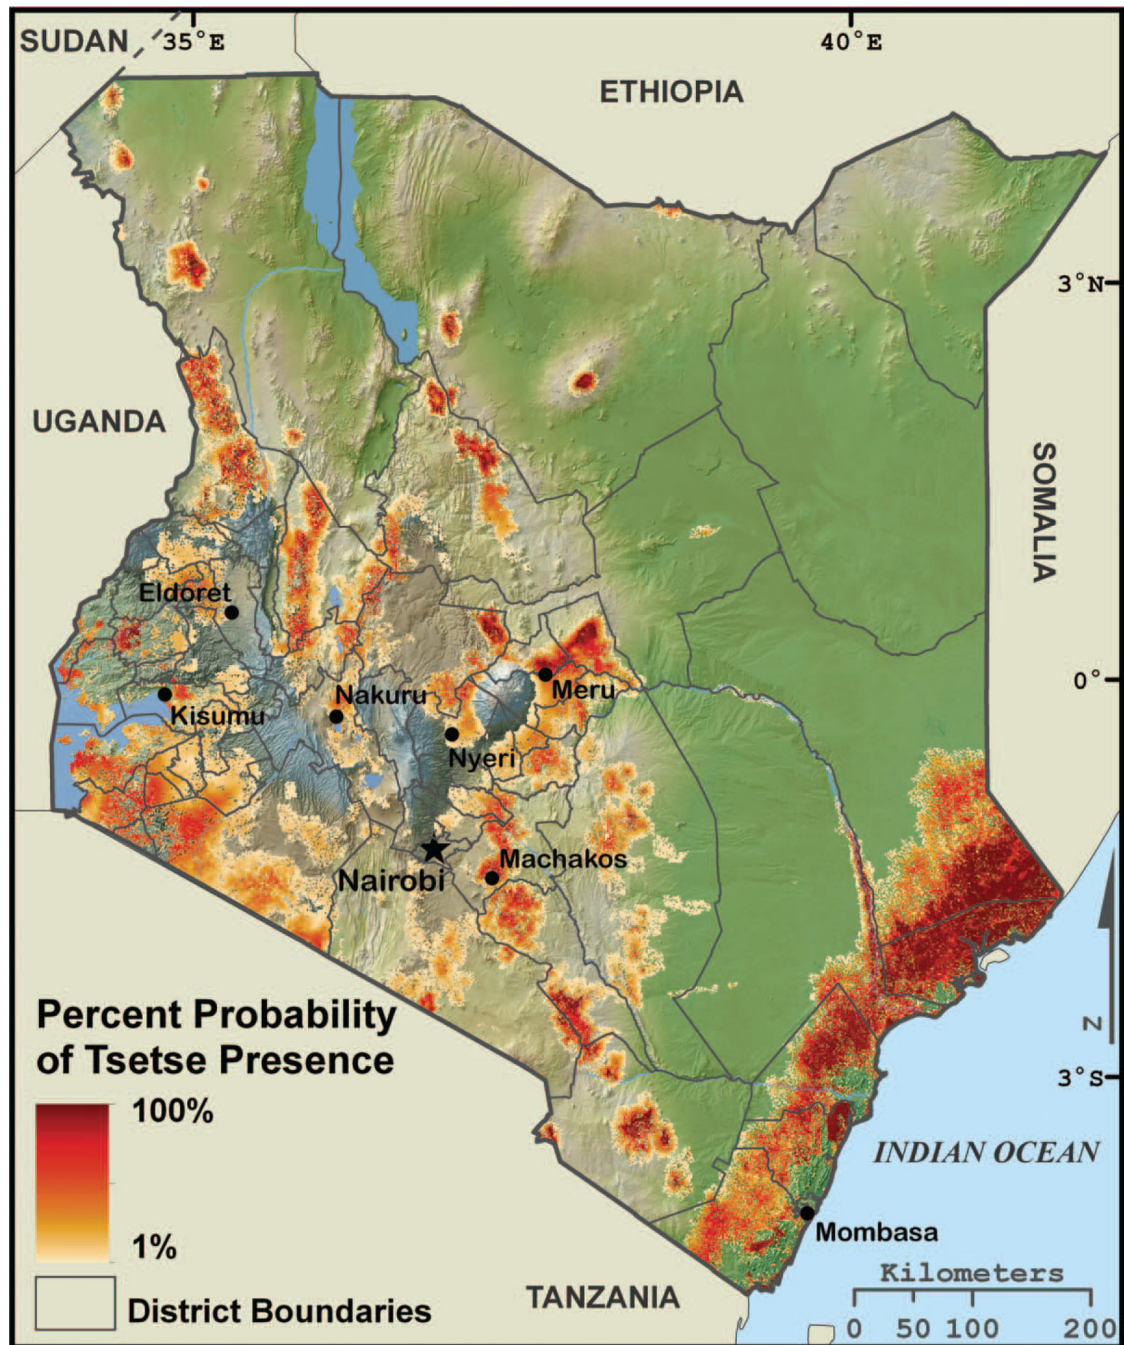 SUDAN
35°E
40°E
ETHIOPIA
3°N
UGANDA
SOMALIA
Eldoret
0°
Meru
Nakuru
Kisumu
Nyeri
Machakos
Nairobi
Percent Probability
of Tsetse Presence
N
3°S
100%
INDIAN OCEAN
1%
Mombasa
Kilometers
TANZANIA
District Boundaries
0 50 100 200